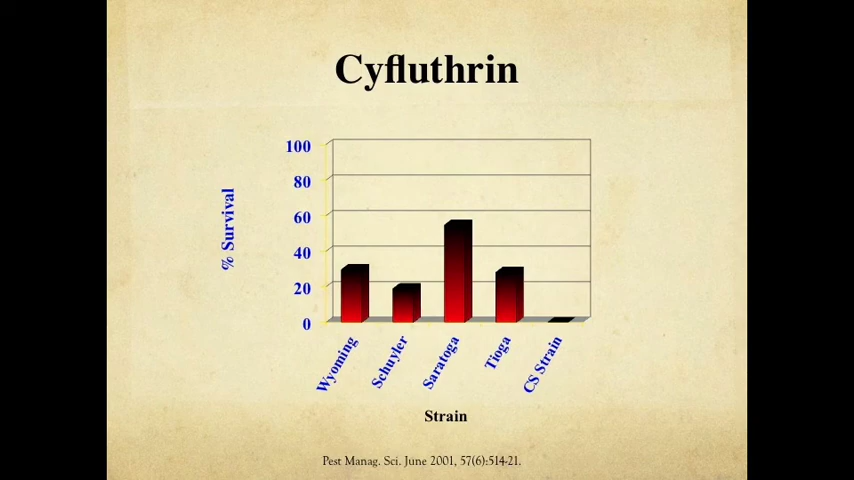 Cyfluthrin
% Survival
100
80
60
40
20
0
Wyoming
Schuyler
Saratoga
Tioga
CS Strain
Strain
Pest Manag. Sci. June 2001, 57(6):514-21.